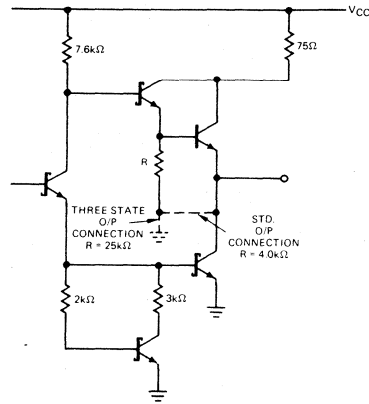 VCC
7.6kΩ
75Ω
R
THREE STATE
O/P
CONNECTION
R = 25kΩ
STD.
O/P
CONNECTION
R = 4.0kΩ
2kΩ
3kΩ